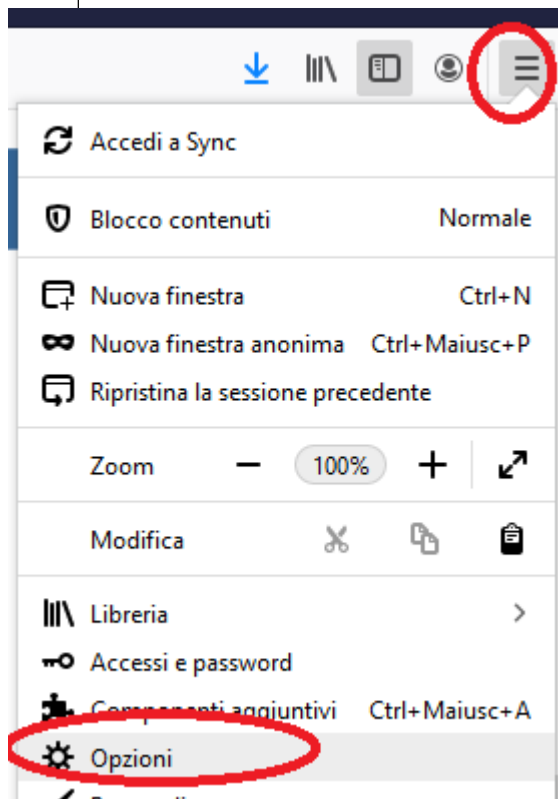 Accedi a Sync
Blocco contenuti Normale
Nuova finestra Ctrl+N
Nuova finestra anonima Ctrl+Maiusc+P
Ripristina la sessione precedente
Zoom 100%
Modifica
Libreria
Accessi e password
Componenti aggiuntivi Ctrl+Maiusc+A
Opzioni